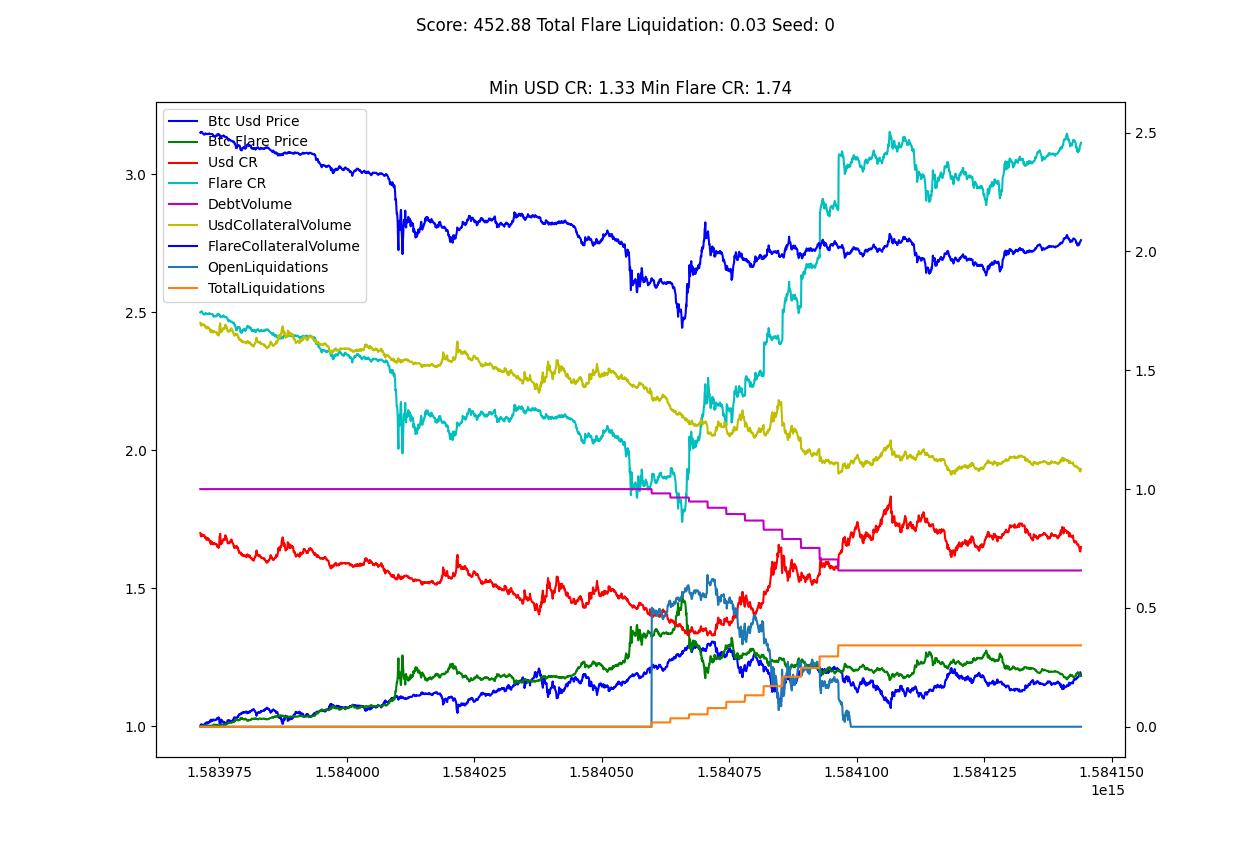 Score: 452.88 Total Flare Liquidation: 0.03 Seed: 0
Min USD CR: 1.33 Min Flare CR: 1.74
Btc Usd Price
Btc Flare Price
Usd CR
Flare CR
DebtVolume
UsdCollateralVolume
FlareCollateralVolume
OpenLiquidations
TotalLiquidations
3.0
2.5
2.0
1.5
1.0
2.5
2.0
1.5
1.0
0.5
0.0
1.583975 1.584000 1.584025 1.584050 1.584075 1.584100 1.584125 1.584150
1e15